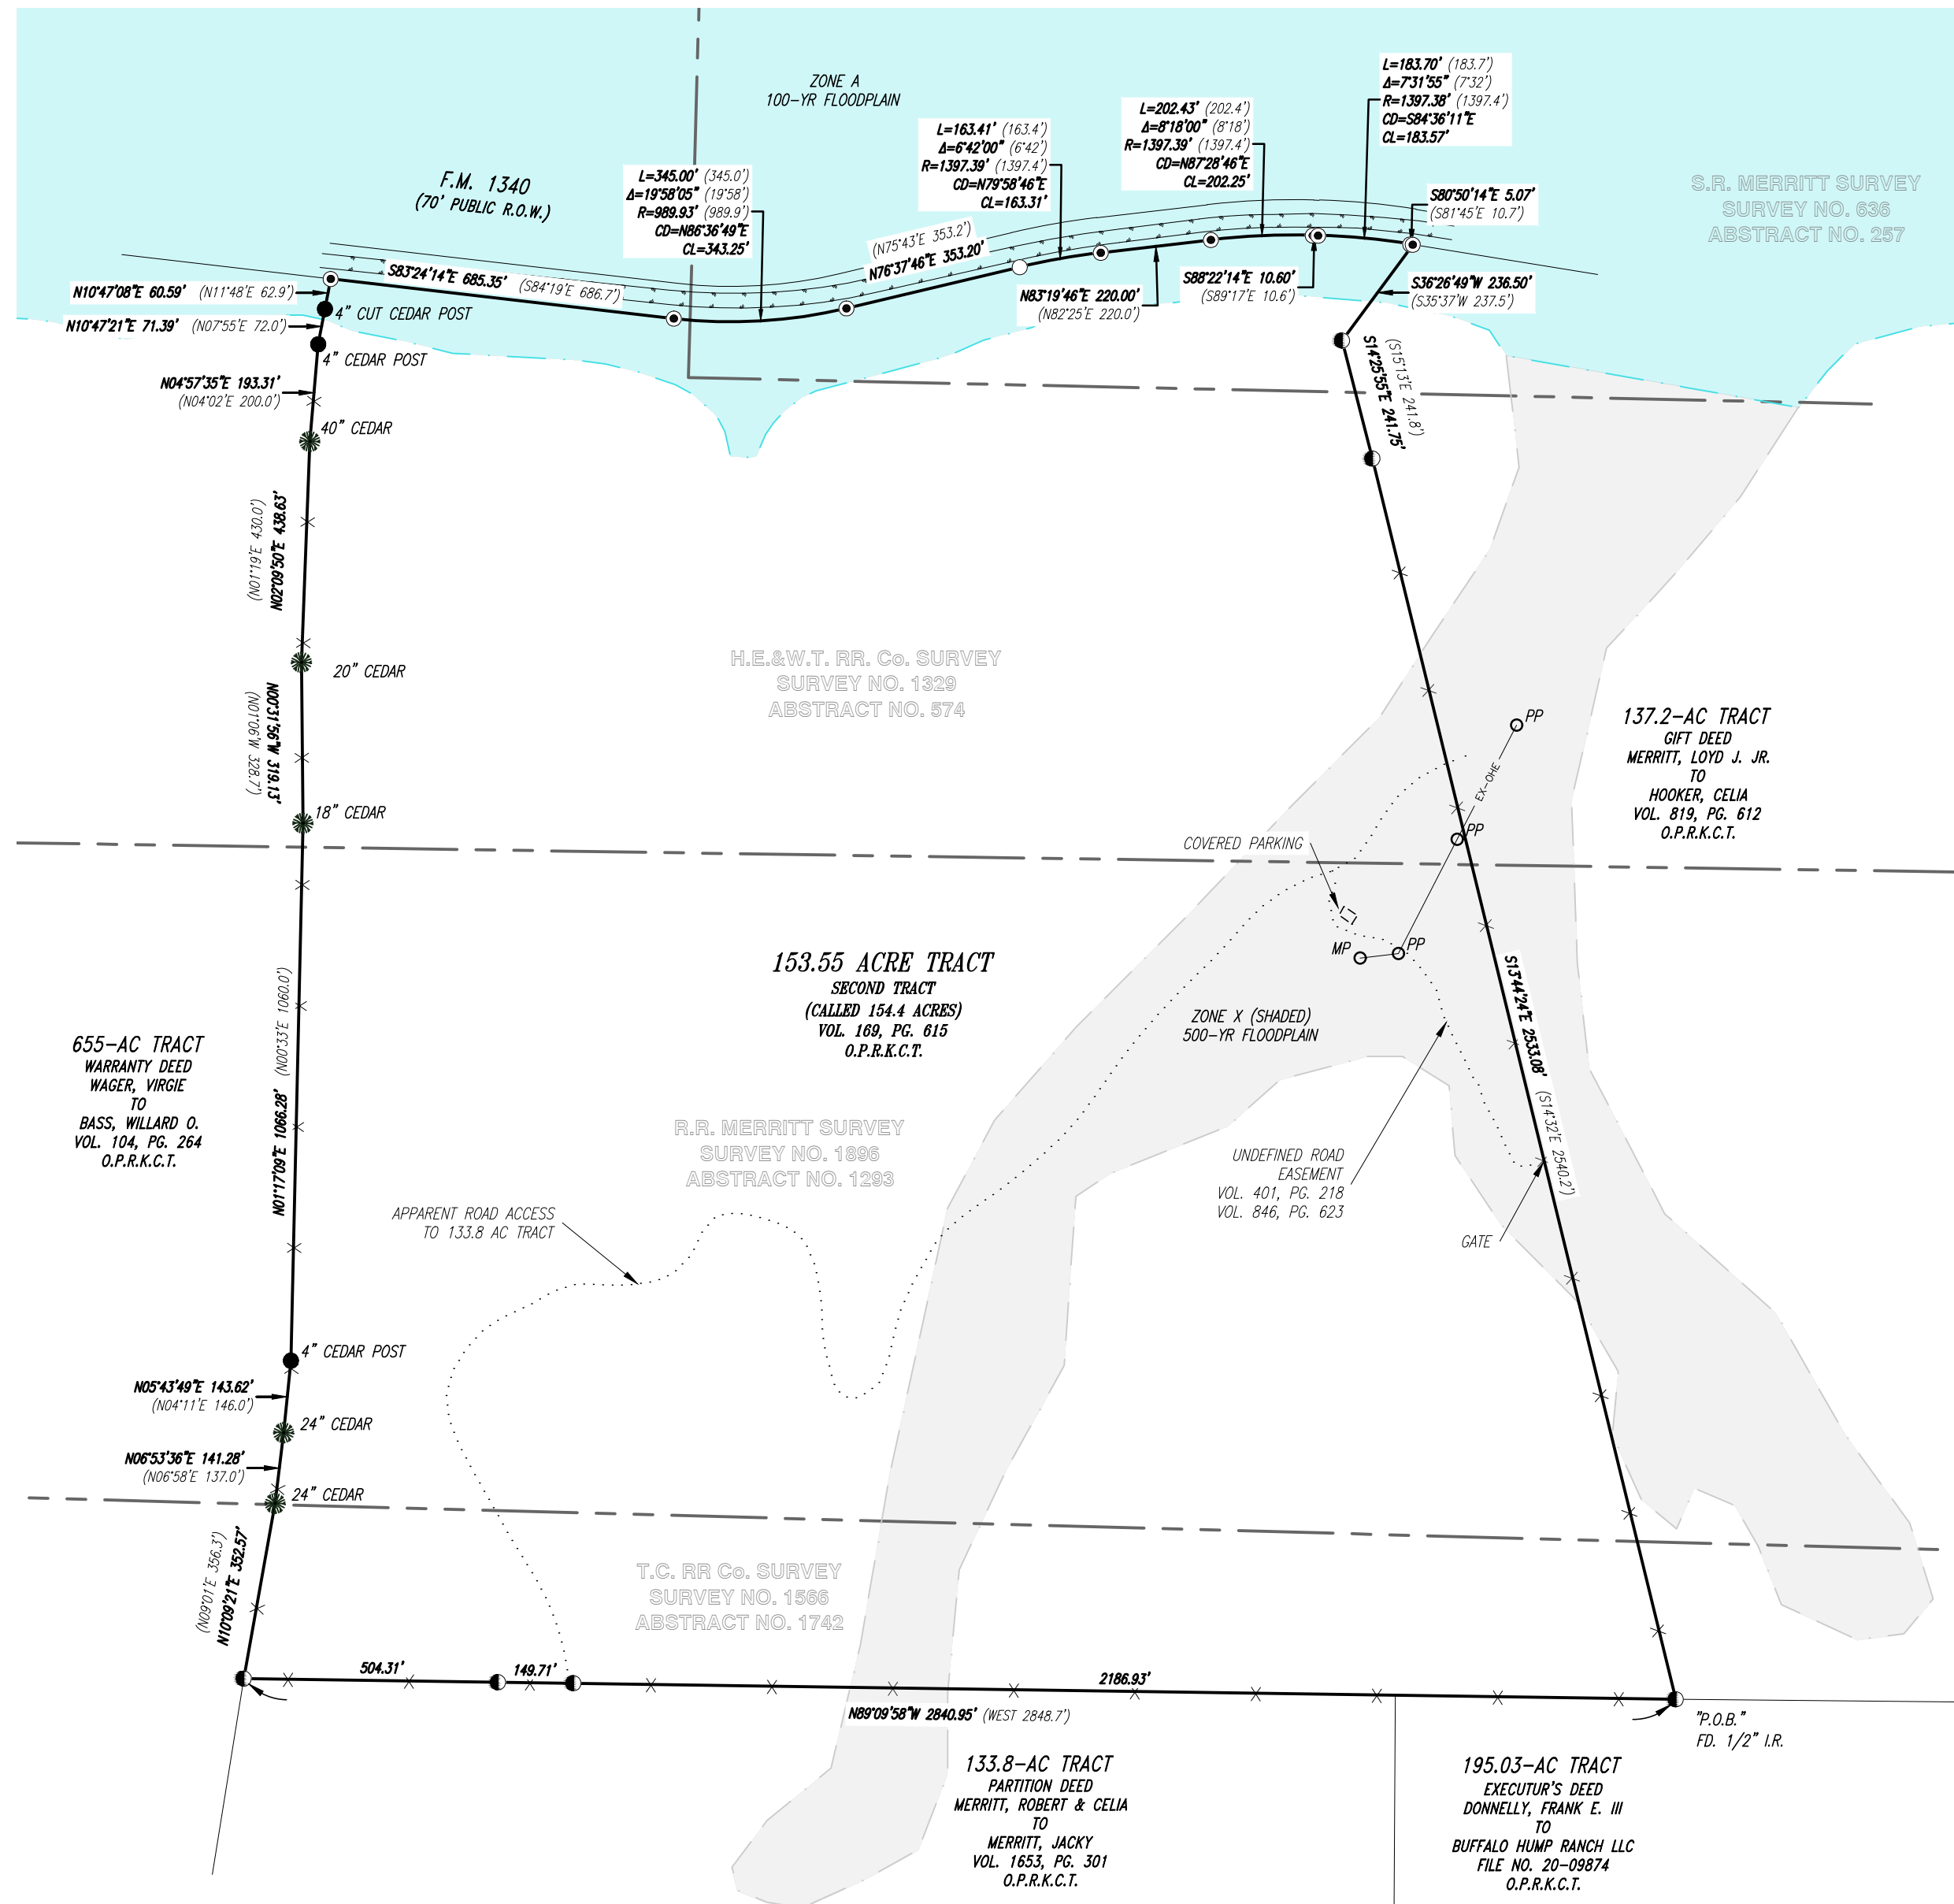 ZONE A
100-YR FLOODPLAIN
F.M. 1340
(70' PUBLIC R.O.W.)
L=345.00' (345.0')
Δ=19°58'05" (19°58')
R=989.93' (989.9')
CD=N86°36'49"E
CL=343.25'
L=163.41' (163.4')
Δ=6°42'00" (6°42')
R=1397.39' (1397.4')
CD=N79°58'46"E
CL=163.31'
L=202.43' (202.4')
Δ=8°18'00" (8°18')
R=1397.39' (1397.4')
CD=N87°28'46"E
CL=202.25'
L=183.70' (183.7')
Δ=7°31'55" (7°32')
R=1397.38' (1397.4')
CD=S84°36'11"E
CL=183.57'
S.R. MERRITT SURVEY
SURVEY NO. 636
ABSTRACT NO. 257
S80°50'14"E 5.07'
(S81°45'E 10.7')
(N75°43'E 353.2')
N76°37'46"E 353.20'
S83°24'14"E 685.35' (S84°19'E 686.7')
N83°19'46"E 220.00'
(N82°25'E 220.0')
S88°22'14"E 10.60'
(S89°17'E 10.6')
S36°26'49"W 236.50'
(S35°37'W 237.5')
N10°47'08"E 60.59' (N11°48'E 62.9')
4" CUT CEDAR POST
N10°47'21"E 71.39' (N07°55'E 72.0')
4" CEDAR POST
(S15°13'E 241.8')
S14°25'55"E 241.75'
N04°57'35"E 193.31'
(N04°02'E 200.0')
40" CEDAR
(N01°19'E 430.0')
N02°09'50"E 438.63'
20" CEDAR
H.E.&W.T. RR. Co. SURVEY
SURVEY NO. 1329
ABSTRACT NO. 574
N00°31'56"W 319.13'
(N01°06'W 328.7')
18" CEDAR
PP
EX-OHE
PP
137.2-AC TRACT
GIFT DEED
MERRITT, LOYD J. JR.
TO
HOOKER, CELIA
VOL. 819, PG. 612
O.P.R.K.C.T.
COVERED PARKING
MP
PP
153.55 ACRE TRACT
SECOND TRACT
(CALLED 154.4 ACRES)
VOL. 169, PG. 615
O.P.R.K.C.T.
ZONE X (SHADED)
500-YR FLOODPLAIN
S13°44'24"E 2533.08' (S14°32'E 2540.2')
655-AC TRACT
WARRANTY DEED
WAGER, VIRGIE
TO
BASS, WILLARD O.
VOL. 104, PG. 264
O.P.R.K.C.T.
N01°17'09"E 1066.28' (N00°33'E 1060.0')
R.R. MERRITT SURVEY
SURVEY NO. 1896
ABSTRACT NO. 1293
UNDEFINED ROAD
EASEMENT
VOL. 401, PG. 218
VOL. 846, PG. 623
GATE
APPARENT ROAD ACCESS
TO 133.8 AC TRACT
4" CEDAR POST
N05°43'49"E 143.62'
(N04°11'E 146.0')
24" CEDAR
N06°53'36"E 141.28'
(N06°58'E 137.0')
24" CEDAR
(N09°01'E 356.3')
N10°09'21"E 352.57'
T.C. RR Co. SURVEY
SURVEY NO. 1566
ABSTRACT NO. 1742
504.31'
149.71'
2186.93'
N89°09'58"W 2840.95' (WEST 2848.7')
"P.O.B."
FD. 1/2" I.R.
133.8-AC TRACT
PARTITION DEED
MERRITT, ROBERT & CELIA
TO
MERRITT, JACKY
VOL. 1653, PG. 301
O.P.R.K.C.T.
195.03-AC TRACT
EXECUTUR'S DEED
DONNELLY, FRANK E. III
TO
BUFFALO HUMP RANCH LLC
FILE NO. 20-09874
O.P.R.K.C.T.